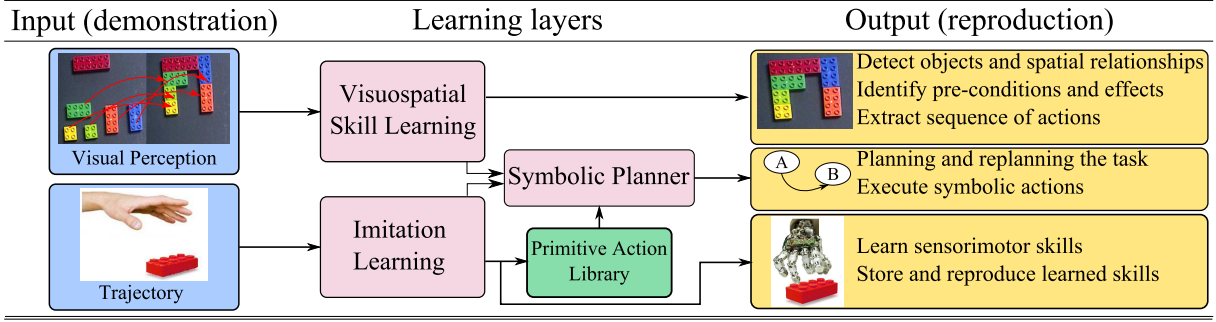 Input (demonstration)
Learning layers
Output (reproduction)
Visual Perception
Visuospatial
Skill Learning
Detect objects and spatial relationships
Identify pre-conditions and effects
Extract sequence of actions
Symbolic Planner
A
B
Planning and replanning the task
Execute symbolic actions
Trajectory
Imitation
Learning
Primitive Action
Library
Learn sensorimotor skills
Store and reproduce learned skills